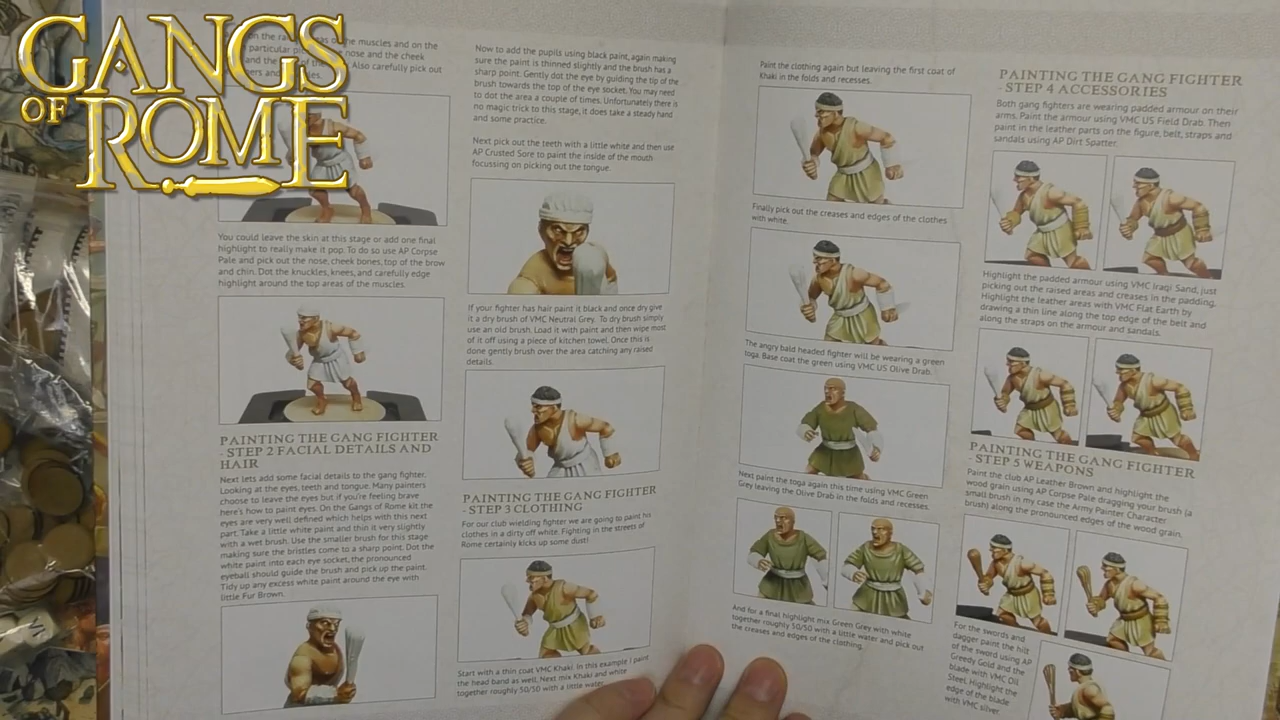 GANGS
OF
ROME
of the muscles and on the
particular
nose and the cheek
and the
Also carefully pick out
You could leave the skin at this stage or add one final
highlight to really make it pop. To do so use AP Corpse
Pale and pick out the nose, cheek bones, top of the brow
and chin. Dot the knuckles, knees, and carefully edge
highlight around the top areas of the muscles.
PAINTING THE GANG FIGHTER
- STEP 2 FACIAL DETAILS AND
HAIR
Next lets add some facial details to the gang fighter.
Looking at the eyes, teeth and tongue. Many painters
choose to leave the eyes but if you're feeling brave
here's how to paint eyes. On the Gangs of Rome kit the
eyes are very well defined which helps with this next
part. Take a little white paint and thin it very slightly
with a wet brush. Use the smaller brush for this stage
making sure the bristles come to a sharp point. Dot the
white paint into each eye socket, the pronounced
eyeball should guide the brush and pick up the paint.
Tidy up any excess white paint around the eye with
little Fur Brown.
Now to add the pupils using black paint, again making
sure the paint is thinned slightly and the brush has a
sharp point. Gently dot the eye by guiding the tip of the
brush towards the top of the eye socket. You may need
to dot the area a couple of times. Unfortunately there is
no magic trick to this stage, it does take a steady hand
and some practice.
Next pick out the teeth with a little white and then use
AP Crusted Sore to paint the inside of the mouth
focussing on picking out the tongue.
If your fighter has hair paint it black and once dry give
it a dry brush of VMC Neutral Grey. To dry brush simply
use an old brush. Load it with paint and then wipe most
of it off using a piece of kitchen towel. Once this is
done gently brush over the area catching any raised
details.
PAINTING THE GANG FIGHTER
- STEP 3 CLOTHING
For our club wielding fighter we are going to paint his
clothes in a dirty off white. Fighting in the streets of
Rome certainly kicks up some dust!
Start with a thin coat VMC Khaki. In this example I paint
the head band as well. Next mix Khaki and white
together roughly 50/50 with a little water
Paint the clothing again but leaving the first coat of
Khaki in the folds and recesses.
Finally pick out the creases and edges of the clothes
with white.
The angry bald headed fighter will be wearing a green
toga. Base coat the green using VMC US Olive Drab.
Next paint the toga again this time using VMC Green
Grey leaving the Olive Drab in the folds and recesses.
And for a final highlight mix Green Grey with white
together roughly 50/50 with a little water and pick out
the creases and edges of the clothing.
PAINTING THE GANG FIGHTER
- STEP 4 ACCESSORIES
Both gang fighters are wearing padded armour on their
arms. Paint the armour using VMC US Field Drab. Then
paint in the leather parts on the figure, belt, straps and
sandals using AP Dirt Spatter.
Highlight the padded armour using VMC Iraqi Sand, just
picking out the raised areas and creases in the padding.
Highlight the leather areas with VMC Flat Earth by
drawing a thin line along the top edge of the belt and
along the straps on the armour and sandals.
PAINTING THE GANG FIGHTER
- STEP 5 WEAPONS
Paint the club AP Leather Brown and highlight the
wood grain using AP Corpse Pale dragging your brush (a
small brush in my case the Army Painter Character
brush) along the pronounced edges of the wood grain.
For the swords and
dagger paint the hilt
of the sword using AP
Greedy Gold and the
blade with VMC Oil
Steel. Highlight the
edge of the blade
with VMC silver.